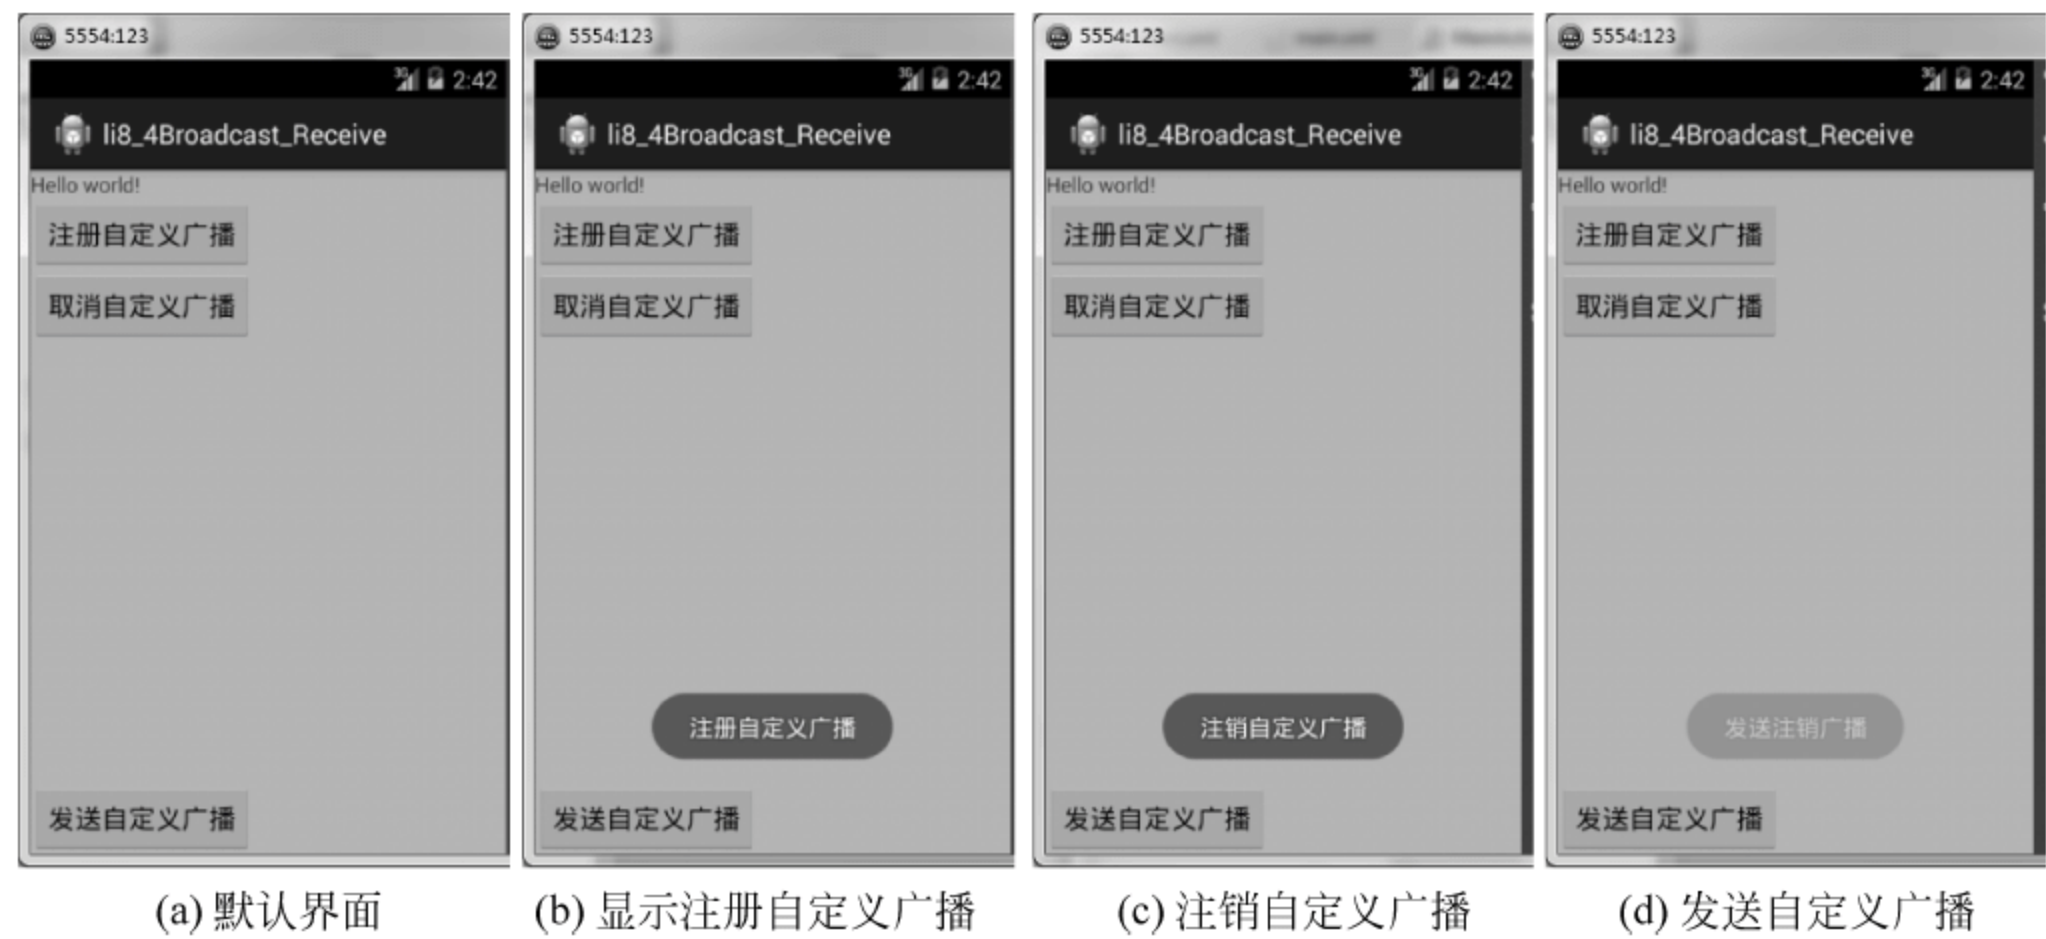 5554:123
3G 2:42
li8_4Broadcast_Receive
Hello world!
注册自定义广播
取消自定义广播
发送自定义广播
(a) 默认界面
5554:123
3G 2:42
li8_4Broadcast_Receive
Hello world!
注册自定义广播
取消自定义广播
注册自定义广播
发送自定义广播
(b) 显示注册自定义广播
5554:123
3G 2:42
li8_4Broadcast_Receive
Hello world!
注册自定义广播
取消自定义广播
注销自定义广播
发送自定义广播
(c) 注销自定义广播
5554:123
3G 2:42
li8_4Broadcast_Receive
Hello world!
注册自定义广播
取消自定义广播
发送注销广播
发送自定义广播
(d) 发送自定义广播